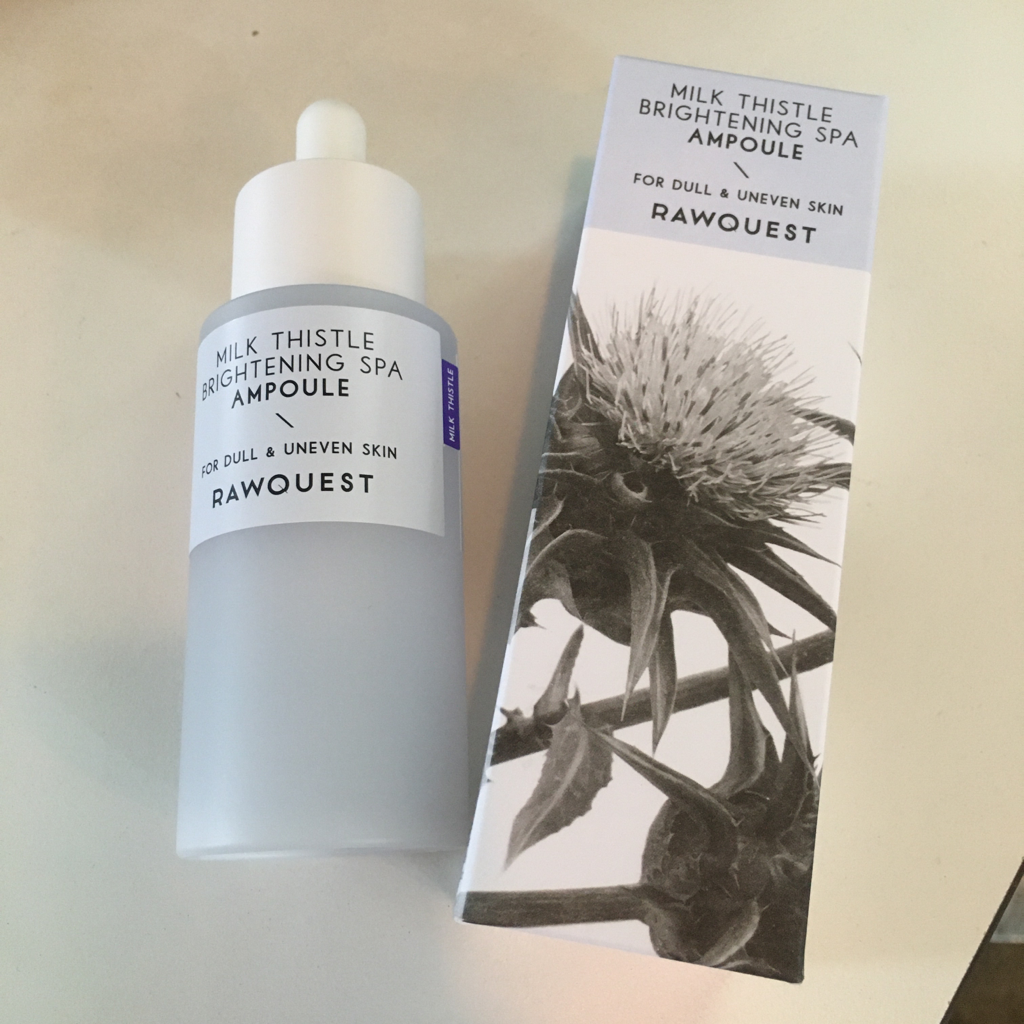 MILK THISTLE
BRIGHTENING SPA
AMPOULE
FOR DULL & UNEVEN SKIN
RAWQUEST
MILK THISTLE
MILK THISTLE
BRIGHTENING SPA
AMPOULE
FOR DULL & UNEVEN SKIN
RAWQUEST